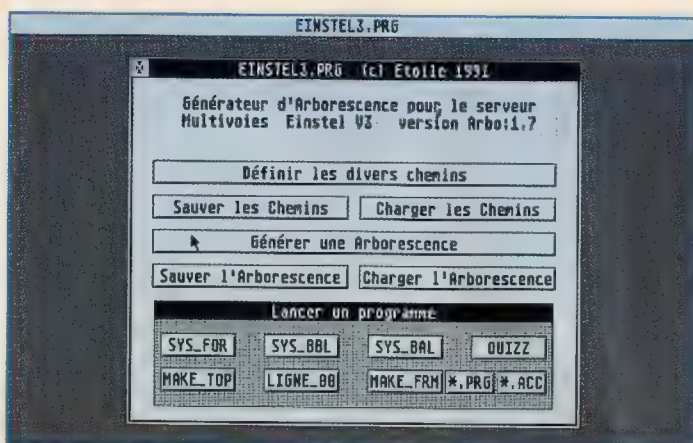 EINSTEL3.PRG
EINSTEL3.PRG (c) Etoile 1991
Générateur d'Arborescence pour le serveur
Multivoies Einstel V3 version Arbo:1.7
Définir les divers chemins
Sauver les Chemins Charger les Chemins
Générer une Arborescence
Sauver l'Arborescence Charger l'Arborescence
Lancer un programme
SYS_FOR SYS_BBL SYS_BAL QUIZZ
MAKE_TOP LIGNE_BB MAKE_FRM *.PRG *.ACC